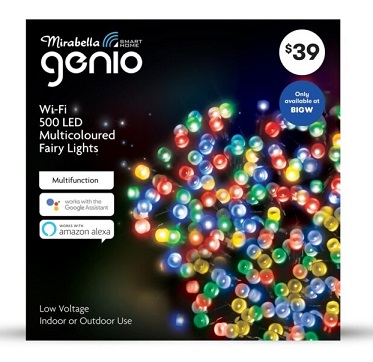 Mirabella SMART HOME
genio
$39
Wi-Fi
500 LED
Multicoloured
Fairy Lights
Only
available at
BIGW
Multifunction
works with the
Google Assistant
WORKS WITH
amazon alexa
Low Voltage
Indoor or Outdoor Use